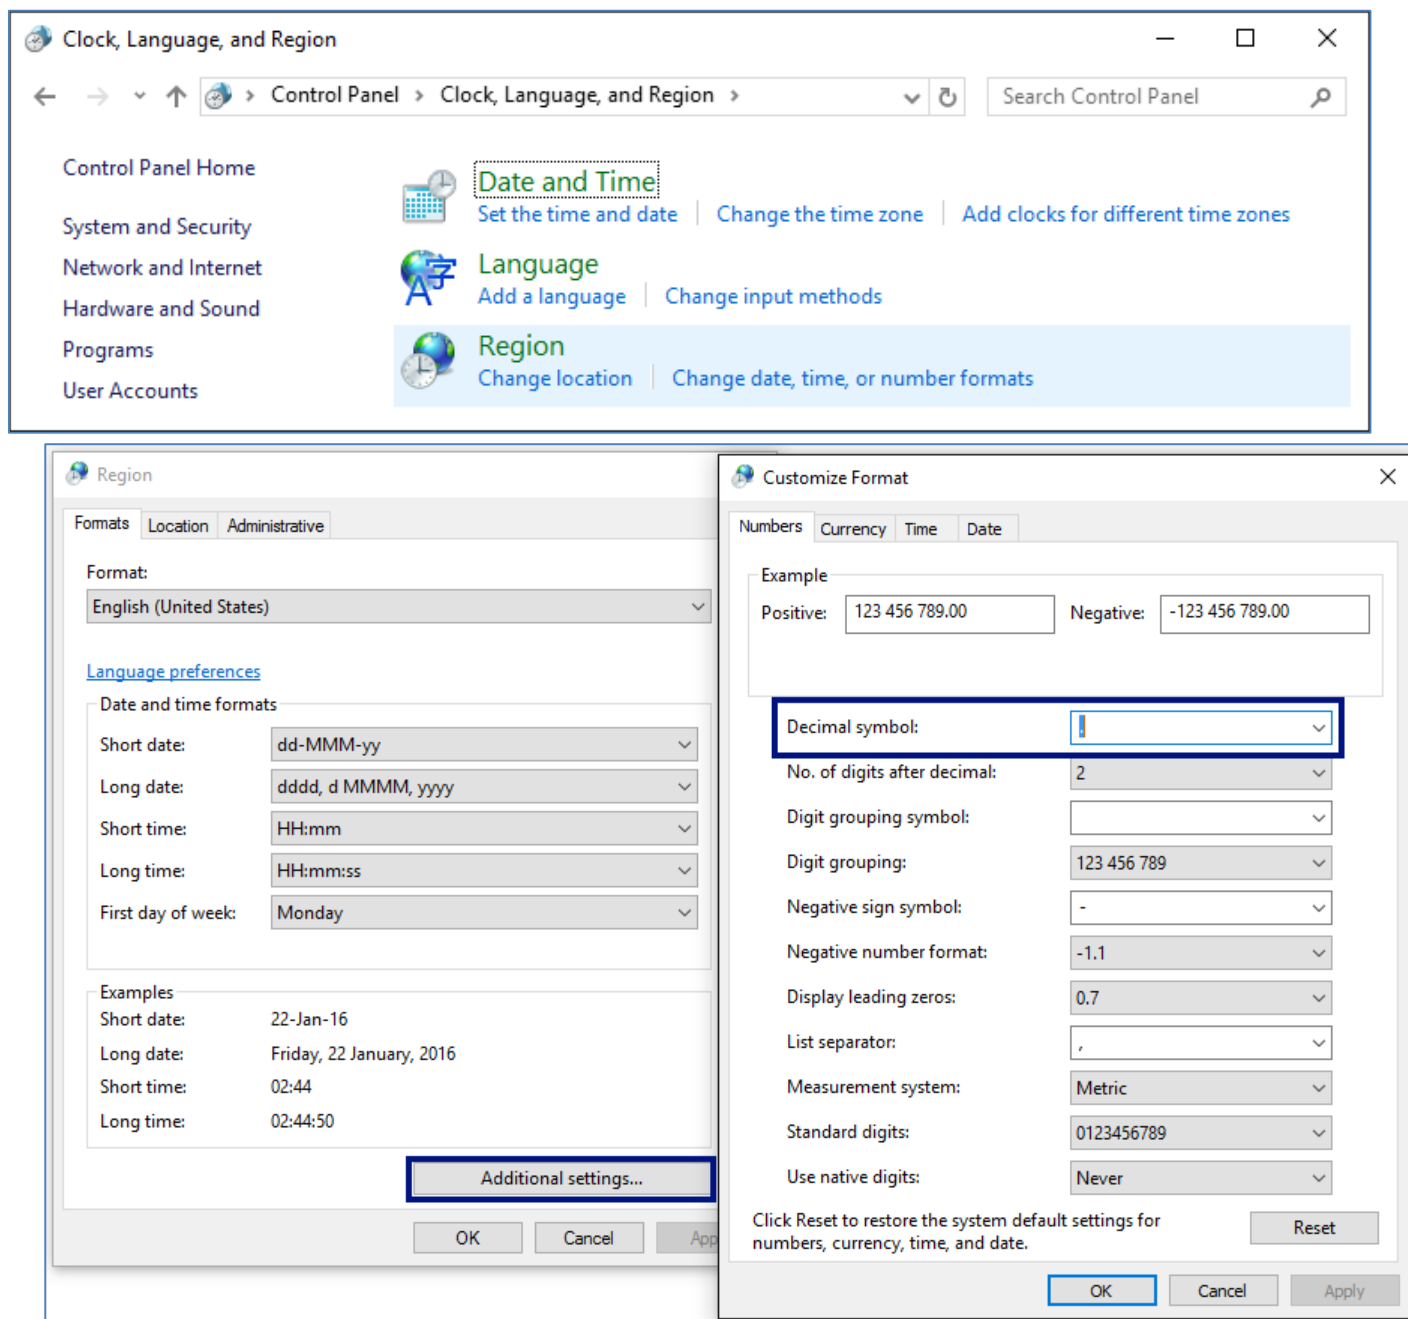 Clock, Language, and Region
Control Panel > Clock, Language, and Region >
Search Control Panel
Control Panel Home
System and Security
Network and Internet
Hardware and Sound
Programs
User Accounts
Date and Time
Set the time and date | Change the time zone | Add clocks for different time zones
Language
Add a language | Change input methods
Region
Change location | Change date, time, or number formats
Region
Formats Location Administrative
Format:
English (United States)
Language preferences
Date and time formats
Short date: dd-MMM-yy
Long date: dddd, d MMMM, yyyy
Short time: HH:mm
Long time: HH:mm:ss
First day of week: Monday
Examples
Short date: 22-Jan-16
Long date: Friday, 22 January, 2016
Short time: 02:44
Long time: 02:44:50
Additional settings...
OK Cancel App
Customize Format
Numbers Currency Time Date
Example
Positive: 123 456 789.00 Negative: -123 456 789.00
Decimal symbol:
No. of digits after decimal: 2
Digit grouping symbol:
Digit grouping: 123 456 789
Negative sign symbol: -
Negative number format: -1.1
Display leading zeros: 0.7
List separator: ,
Measurement system: Metric
Standard digits: 0123456789
Use native digits: Never
Click Reset to restore the system default settings for
numbers, currency, time, and date.
Reset
OK Cancel Apply